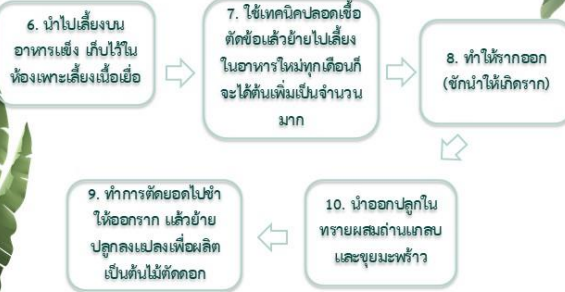 6. นำไปเลี้ยงบน
อาหารแข็ง เก็บไว้ใน
ห้องเพาะเลี้ยงเนื้อเยื่อ
7. ใช้เทคนิคปลอดเชื้อ
ตัดข้อแล้วย้ายไปเลี้ยง
ในอาหารใหม่ทุกเดือนก็
จะได้ต้นเพิ่มเป็นจำนวน
มาก
8. ทำให้รากออก
(ชักนำให้เกิดราก)
9. ทำการตัดยอดไปชำ
ให้ออกราก แล้วย้าย
ปลูกลงแปลงเพื่อผลิต
เป็นต้นไม้ตัดดอก
10. นำออกปลูกใน
ทรายผสมถ่านแกลบ
และขุยมะพร้าว